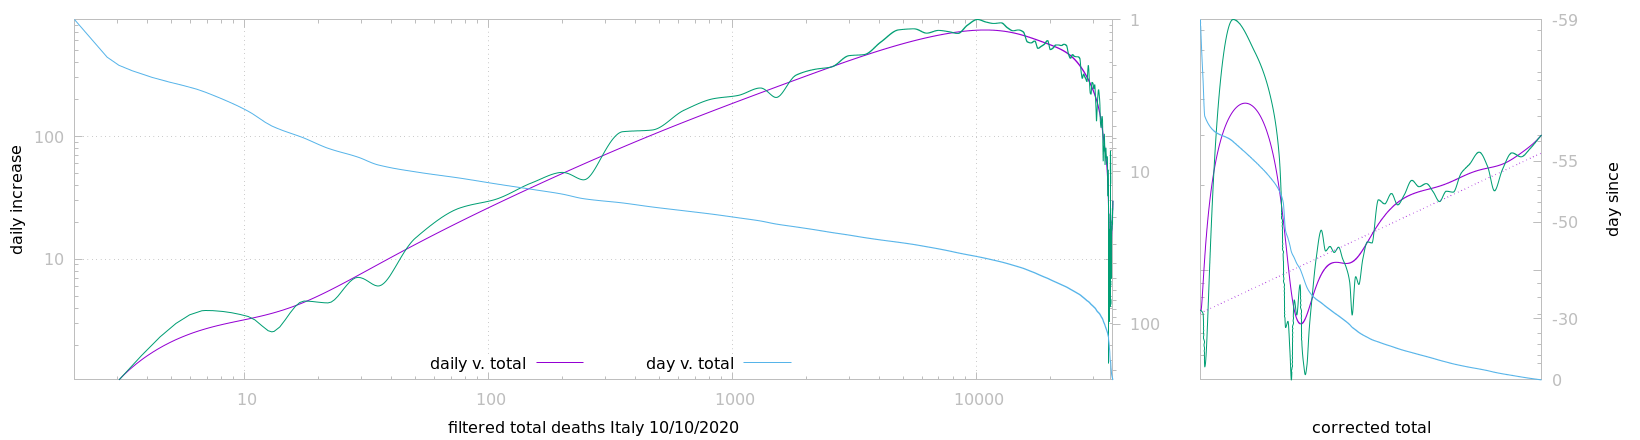 daily increase
100
10
daily v. total
day v. total
10
100
1000
10000
filtered total deaths Italy 10/10/2020
1
10
100
-59
-55
-50
-30
0
day since
corrected total